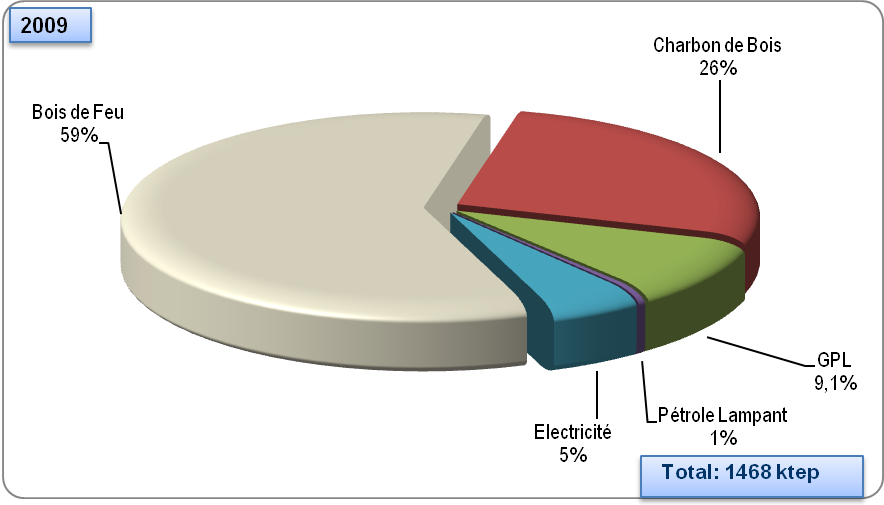 2009
Charbon de Bois
26%
Bois de Feu
59%
GPL
9,1%
Pétrole Lampant
1%
Electricité
5%
Total: 1468 ktep